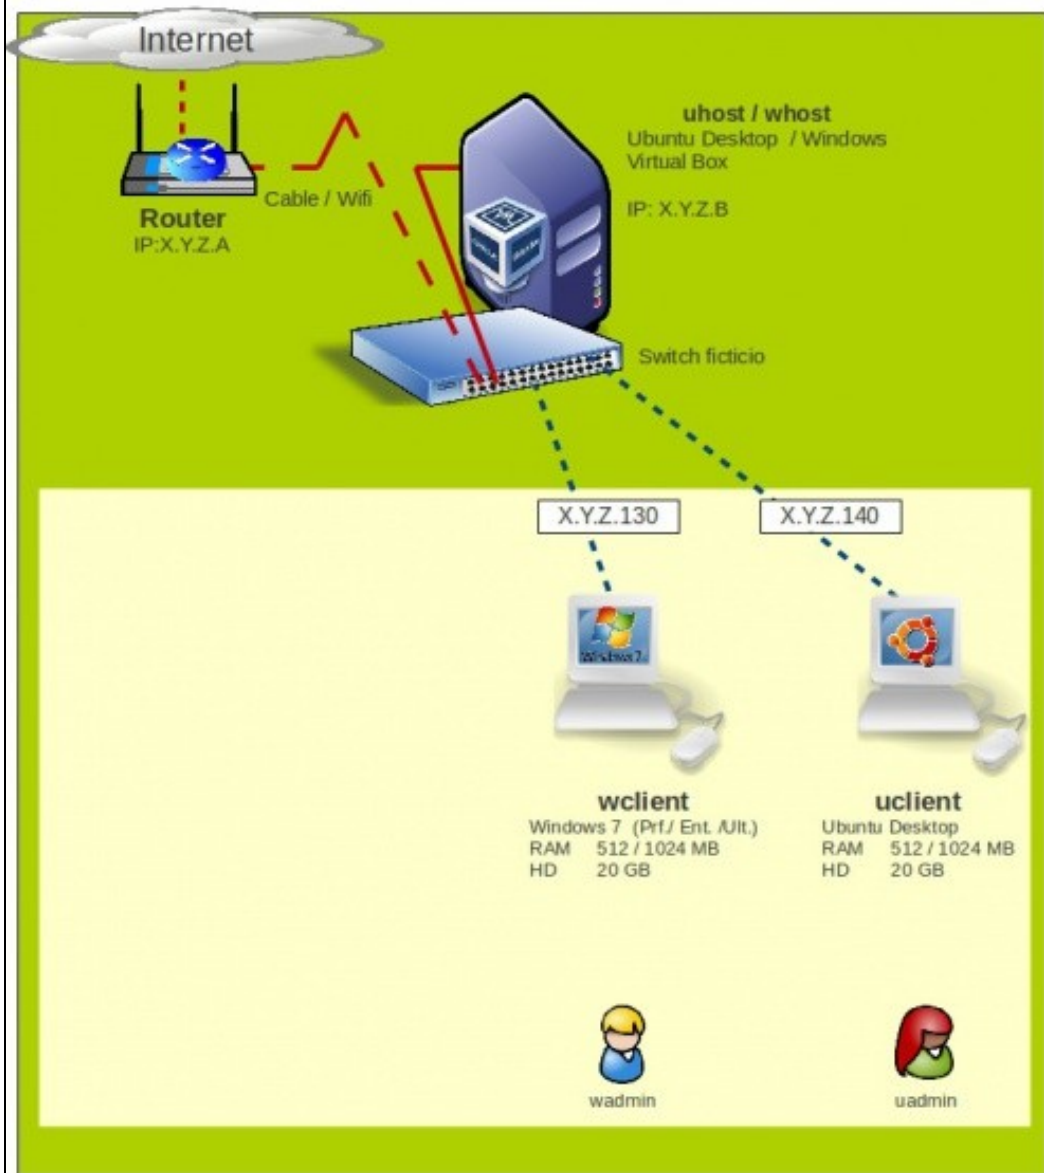 Internet
uhost / whost
Ubuntu Desktop / Windows
Virtual Box
Cable / Wifi
IP: X.Y.Z.B
Router
IP:X.Y.Z.A
Switch ficticio
X.Y.Z.130
X.Y.Z.140
Windows 7
wclient
Windows 7 (Prf./ Ent. /Ult.)
RAM 512 / 1024 MB
HD 20 GB
uclient
Ubuntu Desktop
RAM 512 / 1024 MB
HD 20 GB
wadmin
uadmin